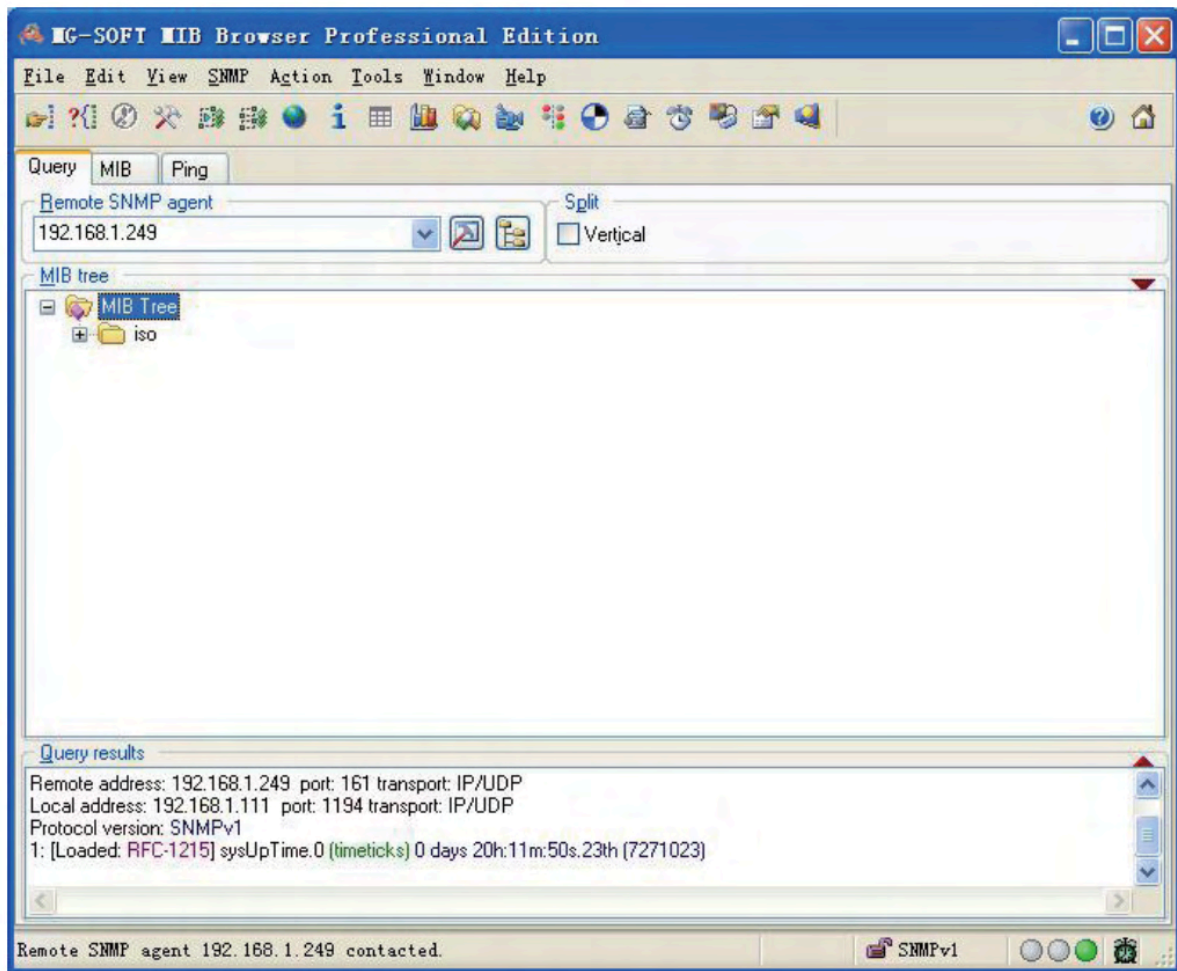 MG-SOFT MIB Browser Professional Edition
File Edit View SNMP Action Tools Window Help
Query MIB Ping
Remote SNMP agent
Split
192.168.1.249
Vertical
MIB tree
MIB Tree
iso
Query results
Remote address: 192.168.1.249 port: 161 transport: IP/UDP
Local address: 192.168.1.111 port: 1194 transport: IP/UDP
Protocol version: SNMPv1
1: [Loaded: RFC-1215] sysUpTime.0 (timeticks) 0 days 20h:11m:50s.23th (7271023)
Remote SNMP agent 192.168.1.249 contacted.
SNMPv1